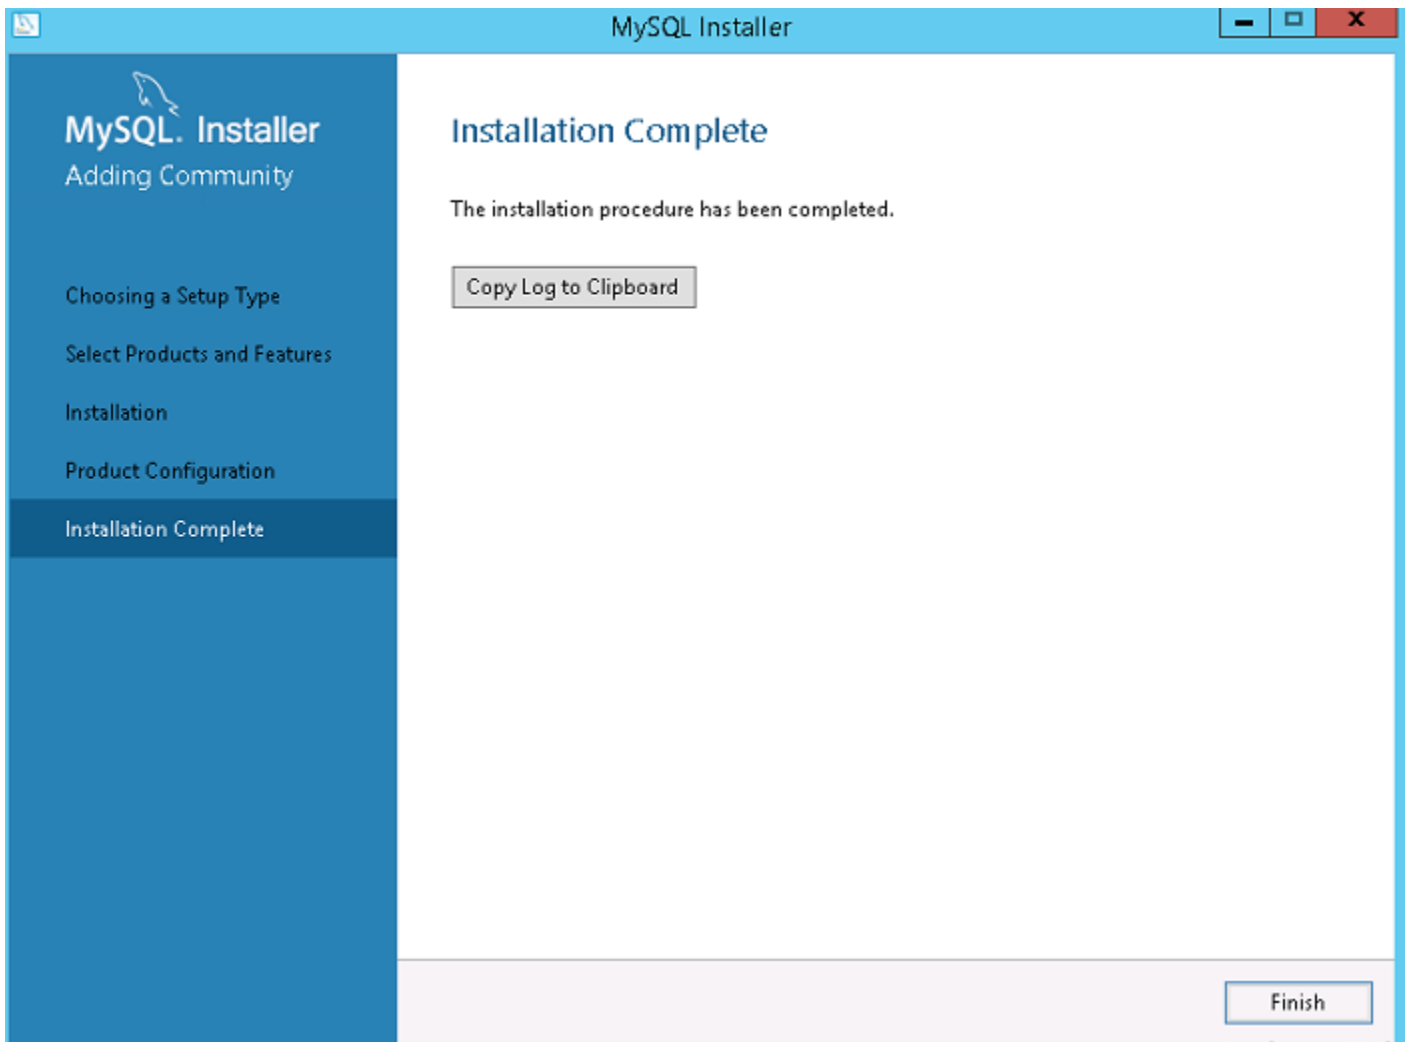 MySQL Installer
MySQL. Installer
Adding Community
Choosing a Setup Type
Select Products and Features
Installation
Product Configuration
Installation Complete
Installation Complete
The installation procedure has been completed.
Copy Log to Clipboard
Finish